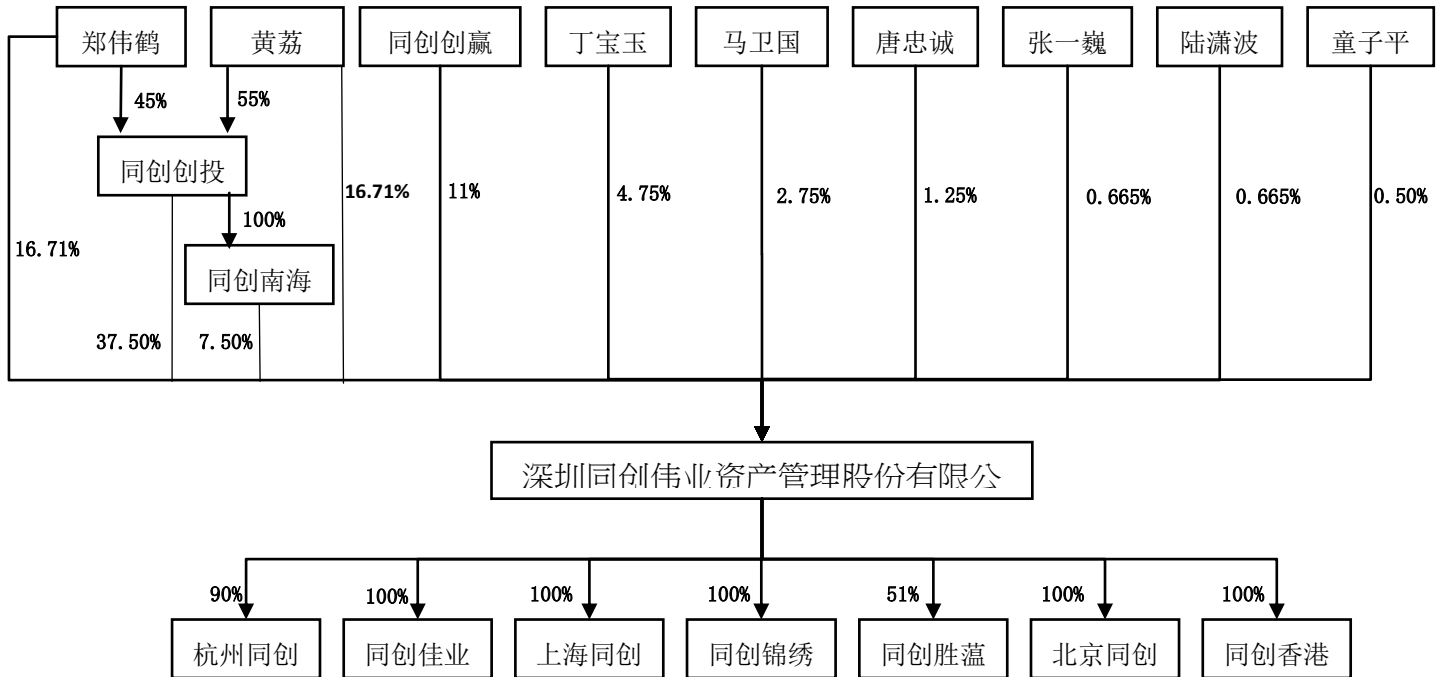 郑伟鹤
黄荔
同创创赢
丁宝玉
马卫国
唐忠诚
张一巍
陆潇波
童子平
45%
55%
同创创投
16.71%
11%
4.75%
2.75%
1.25%
0.665%
0.665%
0.50%
100%
16.71%
同创南海
37.50%
7.50%
深圳同创伟业资产管理股份有限公
90%
100%
100%
100%
51%
100%
100%
杭州同创
同创佳业
上海同创
同创锦绣
同创胜蕰
北京同创
同创香港